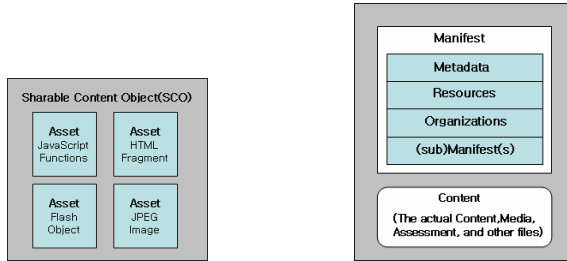 Sharable Content Object(SCO)
Asset
JavaScript
Functions
Asset
HTML
Fragment
Asset
Flash
Object
Asset
JPEG
Image
Manifest
Metadata
Resources
Organizations
(sub)Manifest(s)
Content
(The actual Content,Media,
Assessment, and other files)